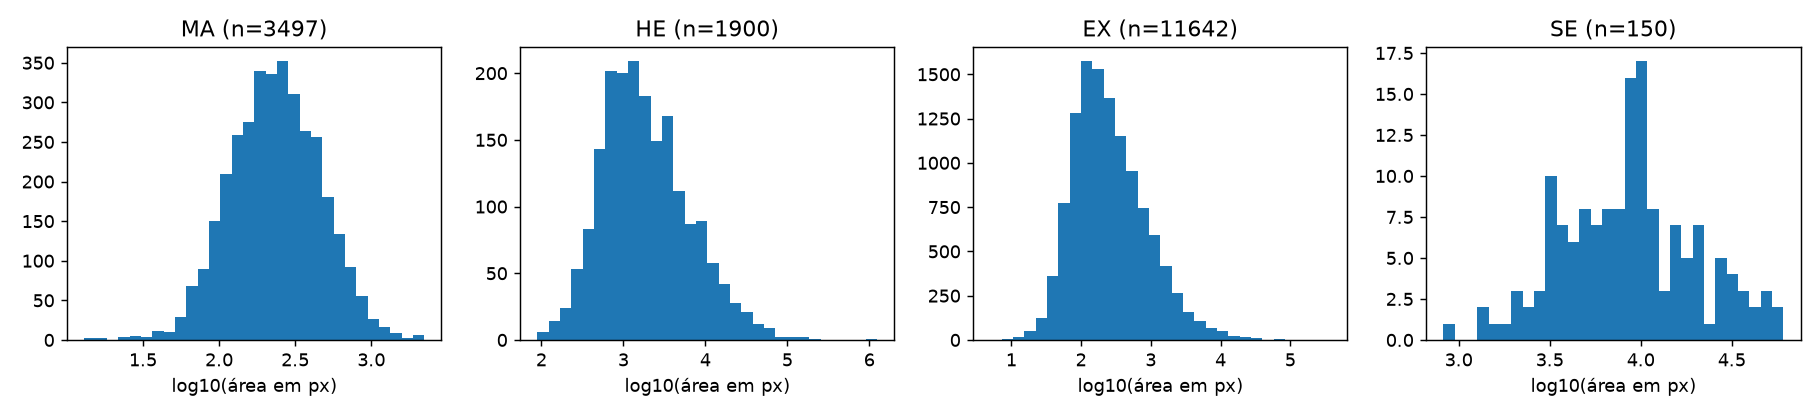 MA (n=3497)
350
300
250
200
150
100
50
0
1.5 2.0 2.5 3.0
log10(área em px)
HE (n=1900)
200
150
100
50
0
2 3 4 5 6
log10(área em px)
EX (n=11642)
1500
1250
1000
750
500
250
0
1 2 3 4 5
log10(área em px)
SE (n=150)
17.5
15.0
12.5
10.0
7.5
5.0
2.5
0.0
3.0 3.5 4.0 4.5
log10(área em px)